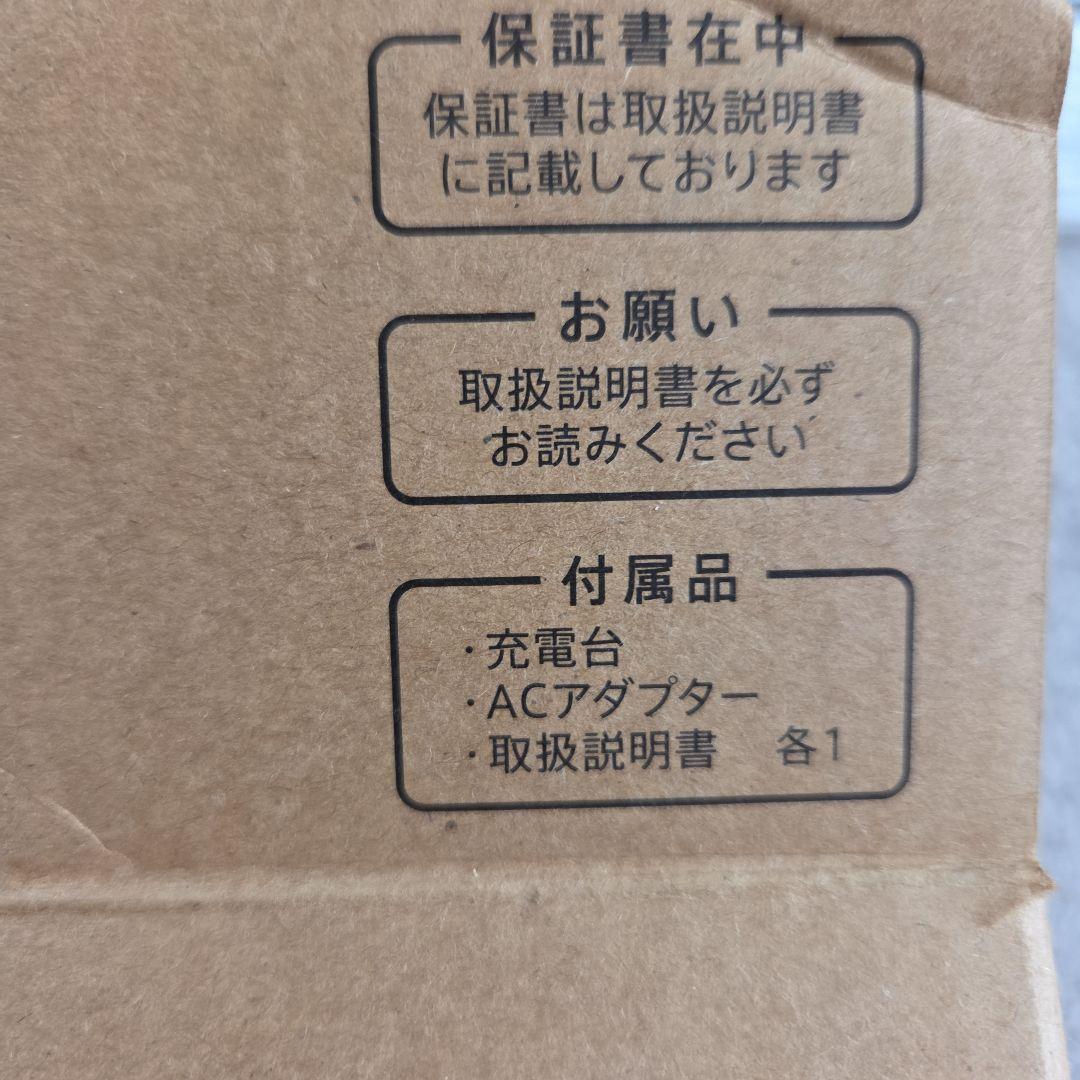 保証書在中
保証書は取扱説明書
に記載しております
お願い
取扱説明書を必ず
お読みください
付属品
・充電台
・ACアダプター
・取扱説明書 各1